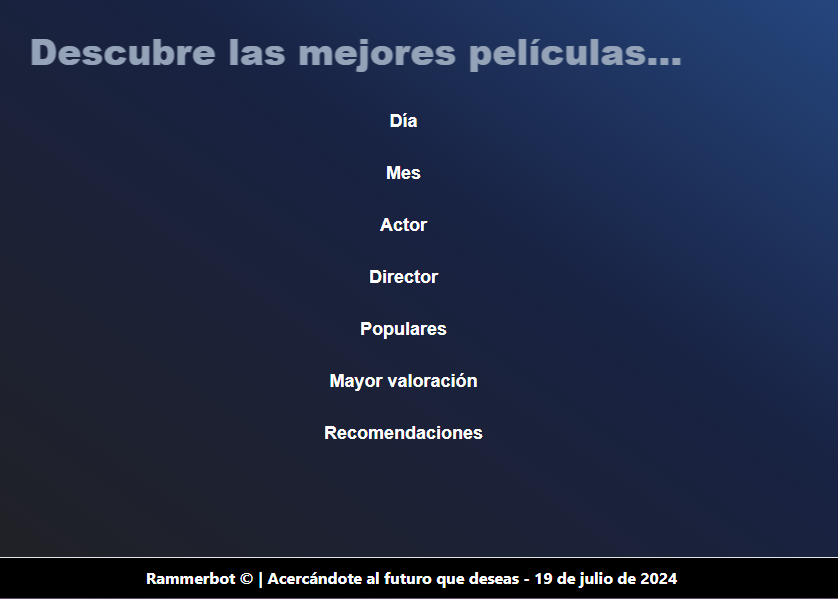 Descubre las mejores películas...
Día
Mes
Actor
Director
Populares
Mayor valoración
Recomendaciones
Rammerbot © | Acercándote al futuro que deseas - 19 de julio de 2024